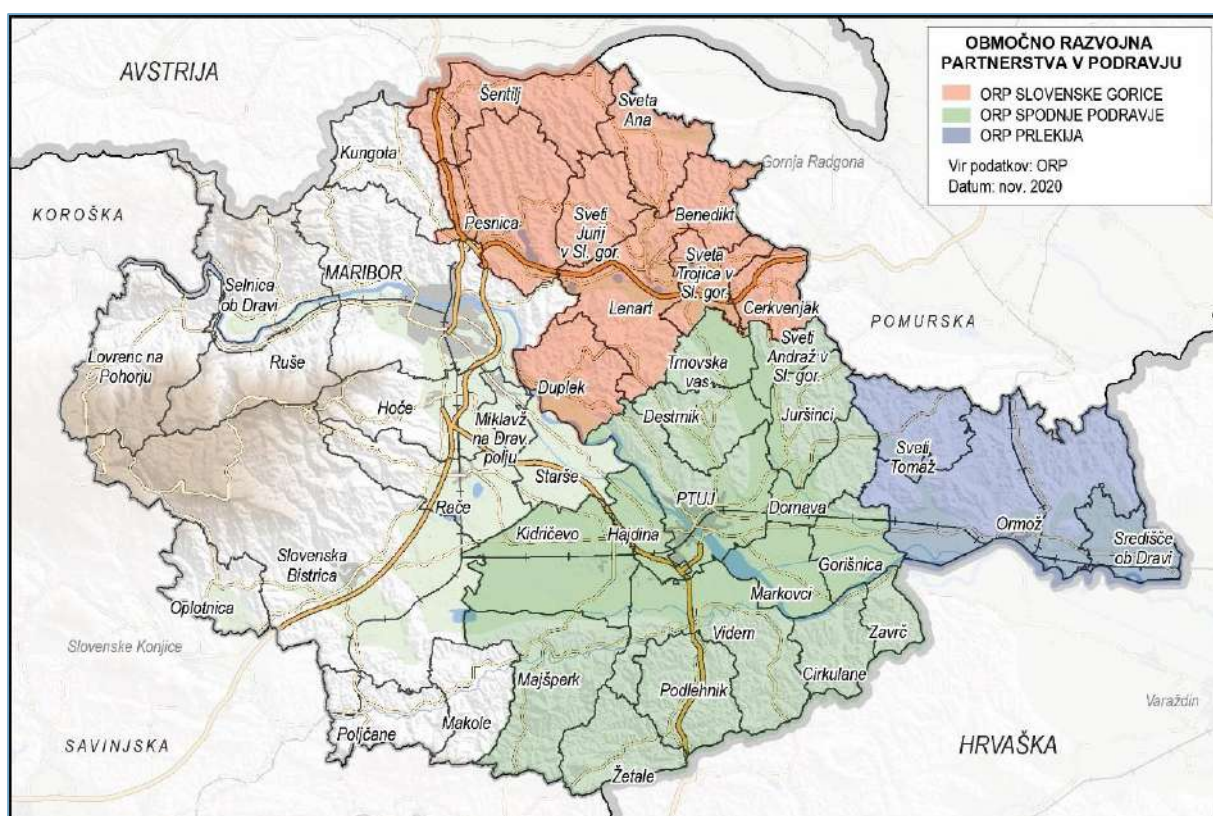 OBMOČNO RAZVOJNA
PARTNERSTVA V PODRAVJU
ORP SLOVENSKE GORICE
ORP SPODNJE PODRAVJE
ORP PRLEKIJA
Vir podatkov: ORP
Datum: nov. 2020
AVSTRIJA
Šentilj
Sveta
Ana
Kungota
Gornja Radgona
KOROŠKA
Pesnica
Sveti
Jurij
v Sl. gor.
Benedikt
Sveta
Trojica v
Sl. gor.
MARIBOR
Selnica
ob Dravi
Lenart
Cerkvenjak
POMURSKA
Lovrenc na
Pohorju
Ruše
Trnovska
vas
Sveti
Andraž v
Sl. gor.
Duplek
Hoče
Miklavž
na Drav.
polju
Destrnik
Juršinci
Sveti
Tomaž
Starše
PTUJ
Rače
Dornava
Ormož
Kidričevo
Hajdina
Središče
ob Dravi
Slovenska
Bistrica
Gorišnica
Markovci
Oplotnica
Zavrč
Videm
Slovenske Konjice
Cirkulane
Majšperk
Podlehnik
Varaždin
Makole
Poljčane
SAVINJSKA
HRVAŠKA
Žetale